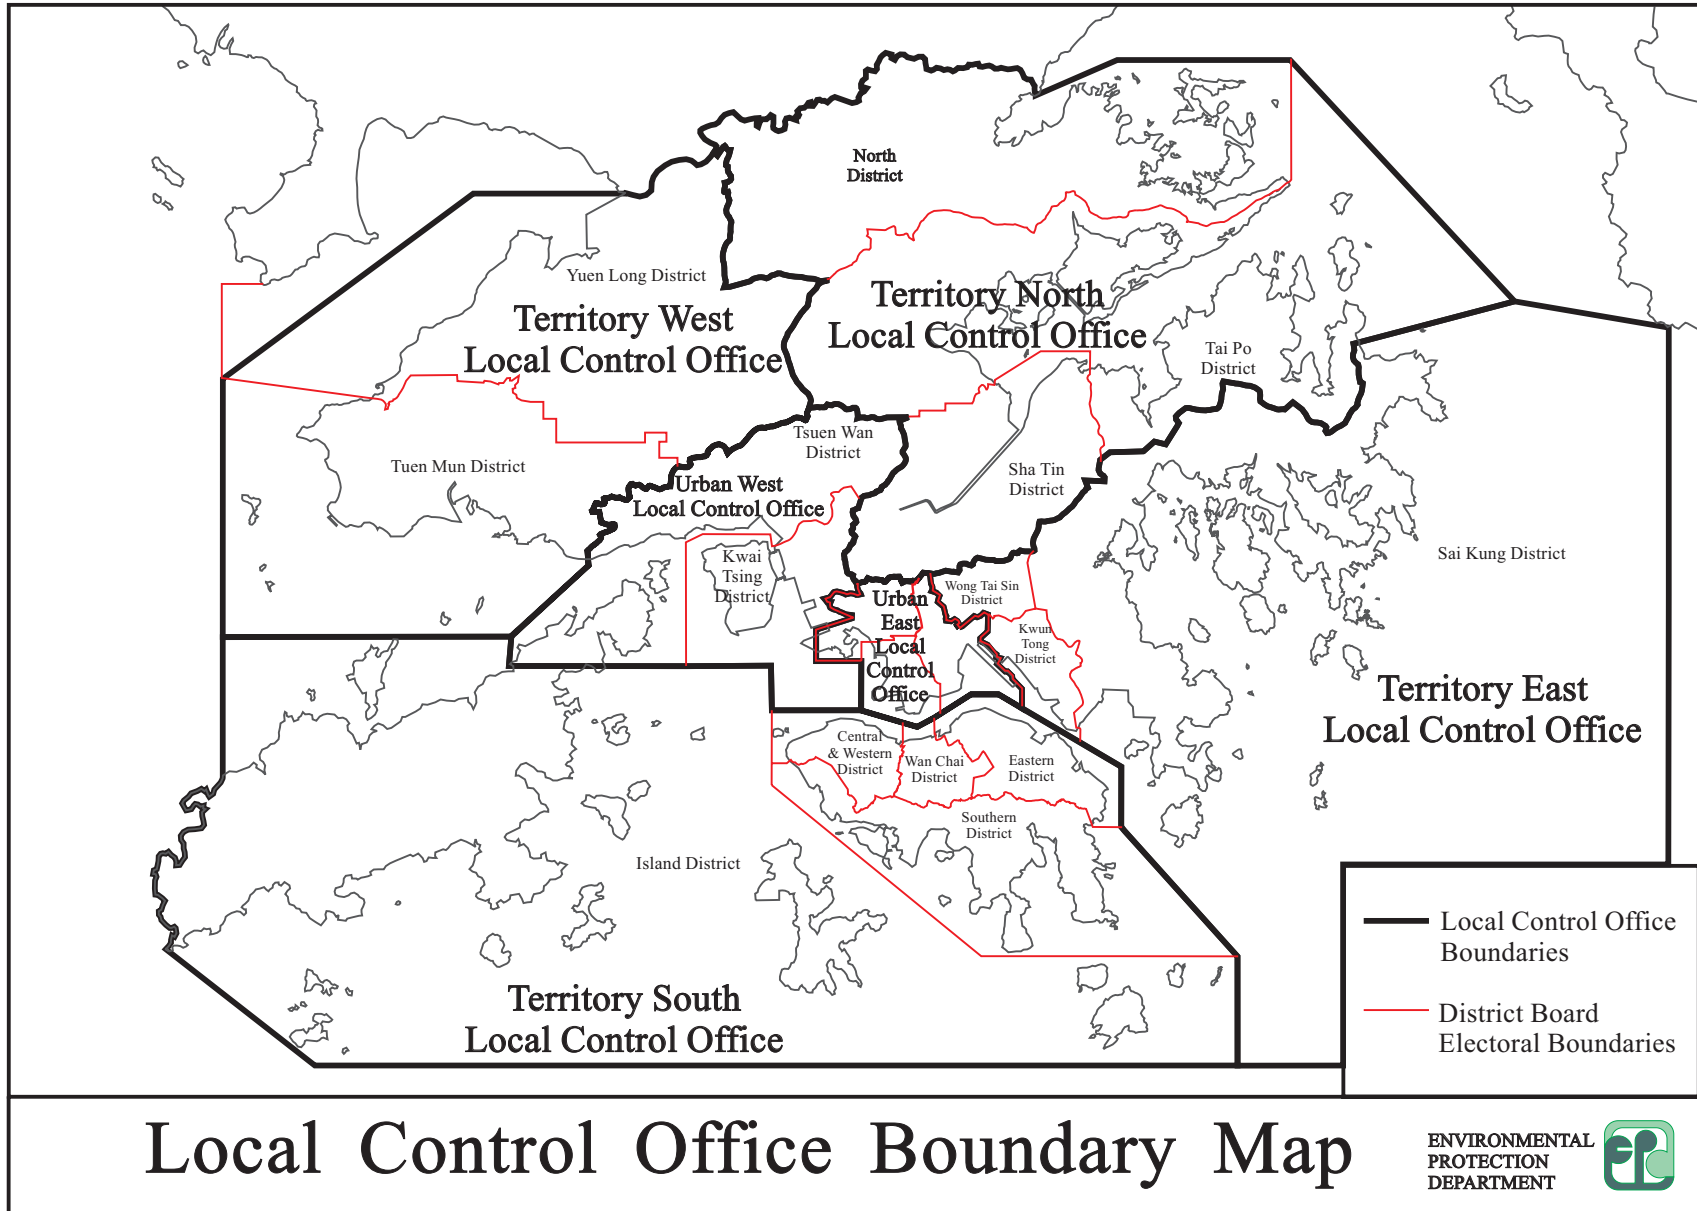 North
District
Yuen Long District
Territory West
Local Control Office
Territory North
Local Control Office
Tai Po
District
Tsuen Wan
District
Tuen Mun District
Sha Tin
District
Urban West
Local Control Office
Sai Kung District
Kwai
Tsing
District
Wong Tai Sin
District
Urban
East
Local
Control
Office
Kwun
Tong
District
Territory East
Local Control Office
Central
& Western
District
Wan Chai
District
Eastern
District
Southern
District
Island District
Territory South
Local Control Office
Local Control Office
Boundaries
District Board
Electoral Boundaries
Local Control Office Boundary Map
ENVIRONMENTAL
PROTECTION
DEPARTMENT